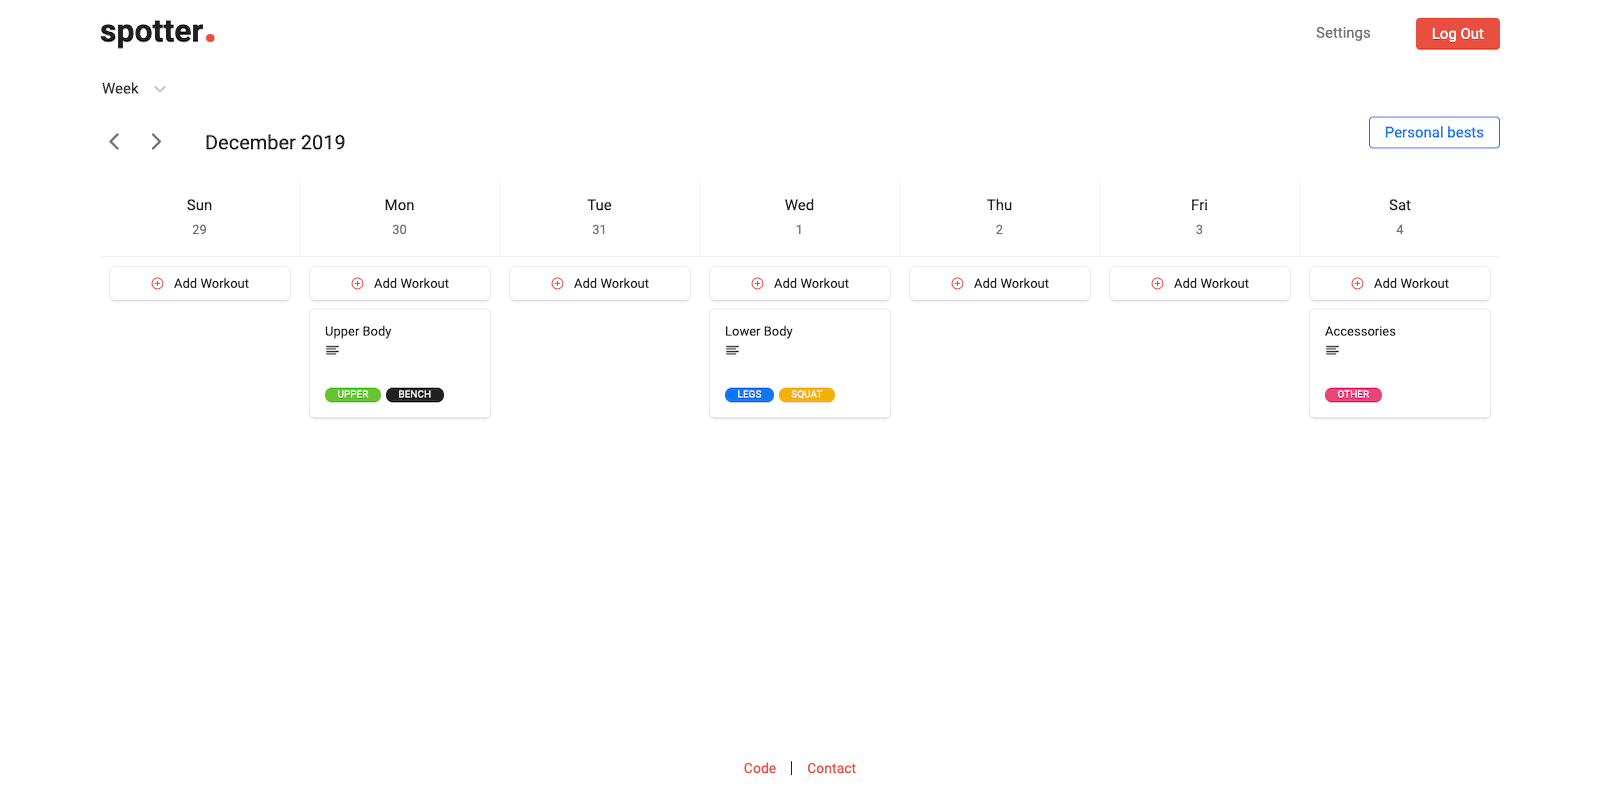 spotter.
Settings
Log Out
Week
December 2019
Personal bests
Sun Mon Tue Wed Thu Fri Sat
29 30 31 1 2 3 4
Add Workout Add Workout Add Workout Add Workout Add Workout Add Workout Add Workout
Upper Body
UPPER BENCH
Lower Body
LEGS SQUAT
Accessories
OTHER
Code | Contact